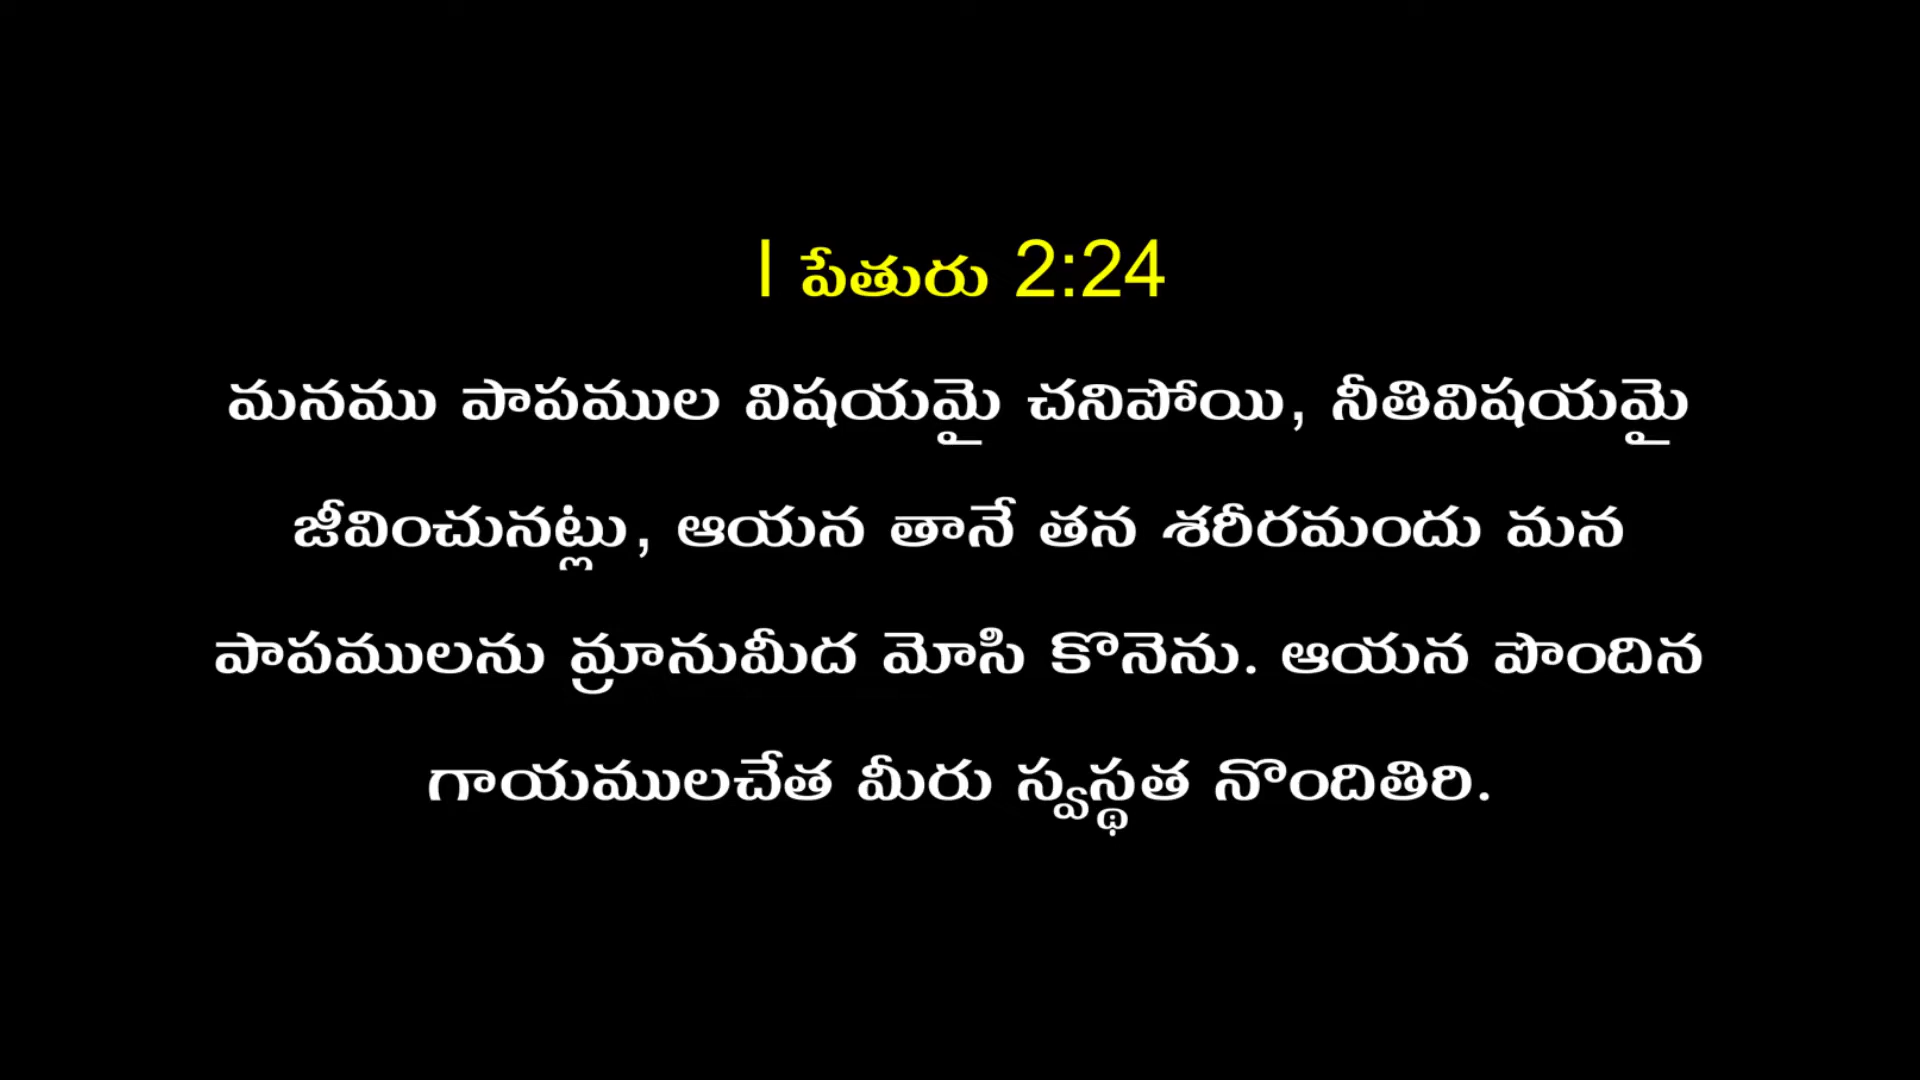 I పేతురు 2:24
మనము పాపముల విషయమై చనిపోయి, నీతివిషయమై
జీవించునట్లు, ఆయన తానే తన శరీరమందు మన
పాపములను మ్రానుమీద మోసి కొనెను. ఆయన పొందిన
గాయములచేత మీరు స్వస్థత నొందితిరి.